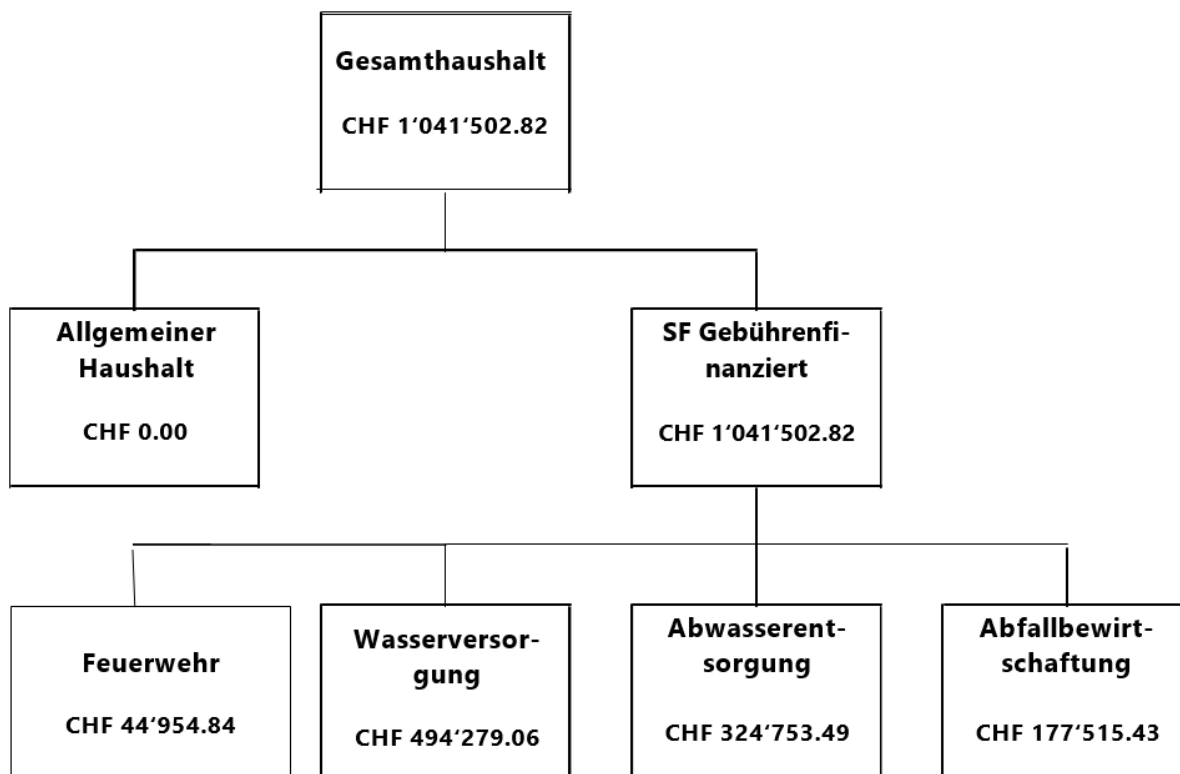 Gesamthaushalt
CHF 1‘041‘502.82
Allgemeiner
Haushalt
CHF 0.00
SF Gebührenfi-
nanziert
CHF 1‘041‘502.82
Feuerwehr
CHF 44‘954.84
Wasserversor-
gung
CHF 494‘279.06
Abwasserent-
sorgung
CHF 324‘753.49
Abfallbewirt-
schaftung
CHF 177‘515.43